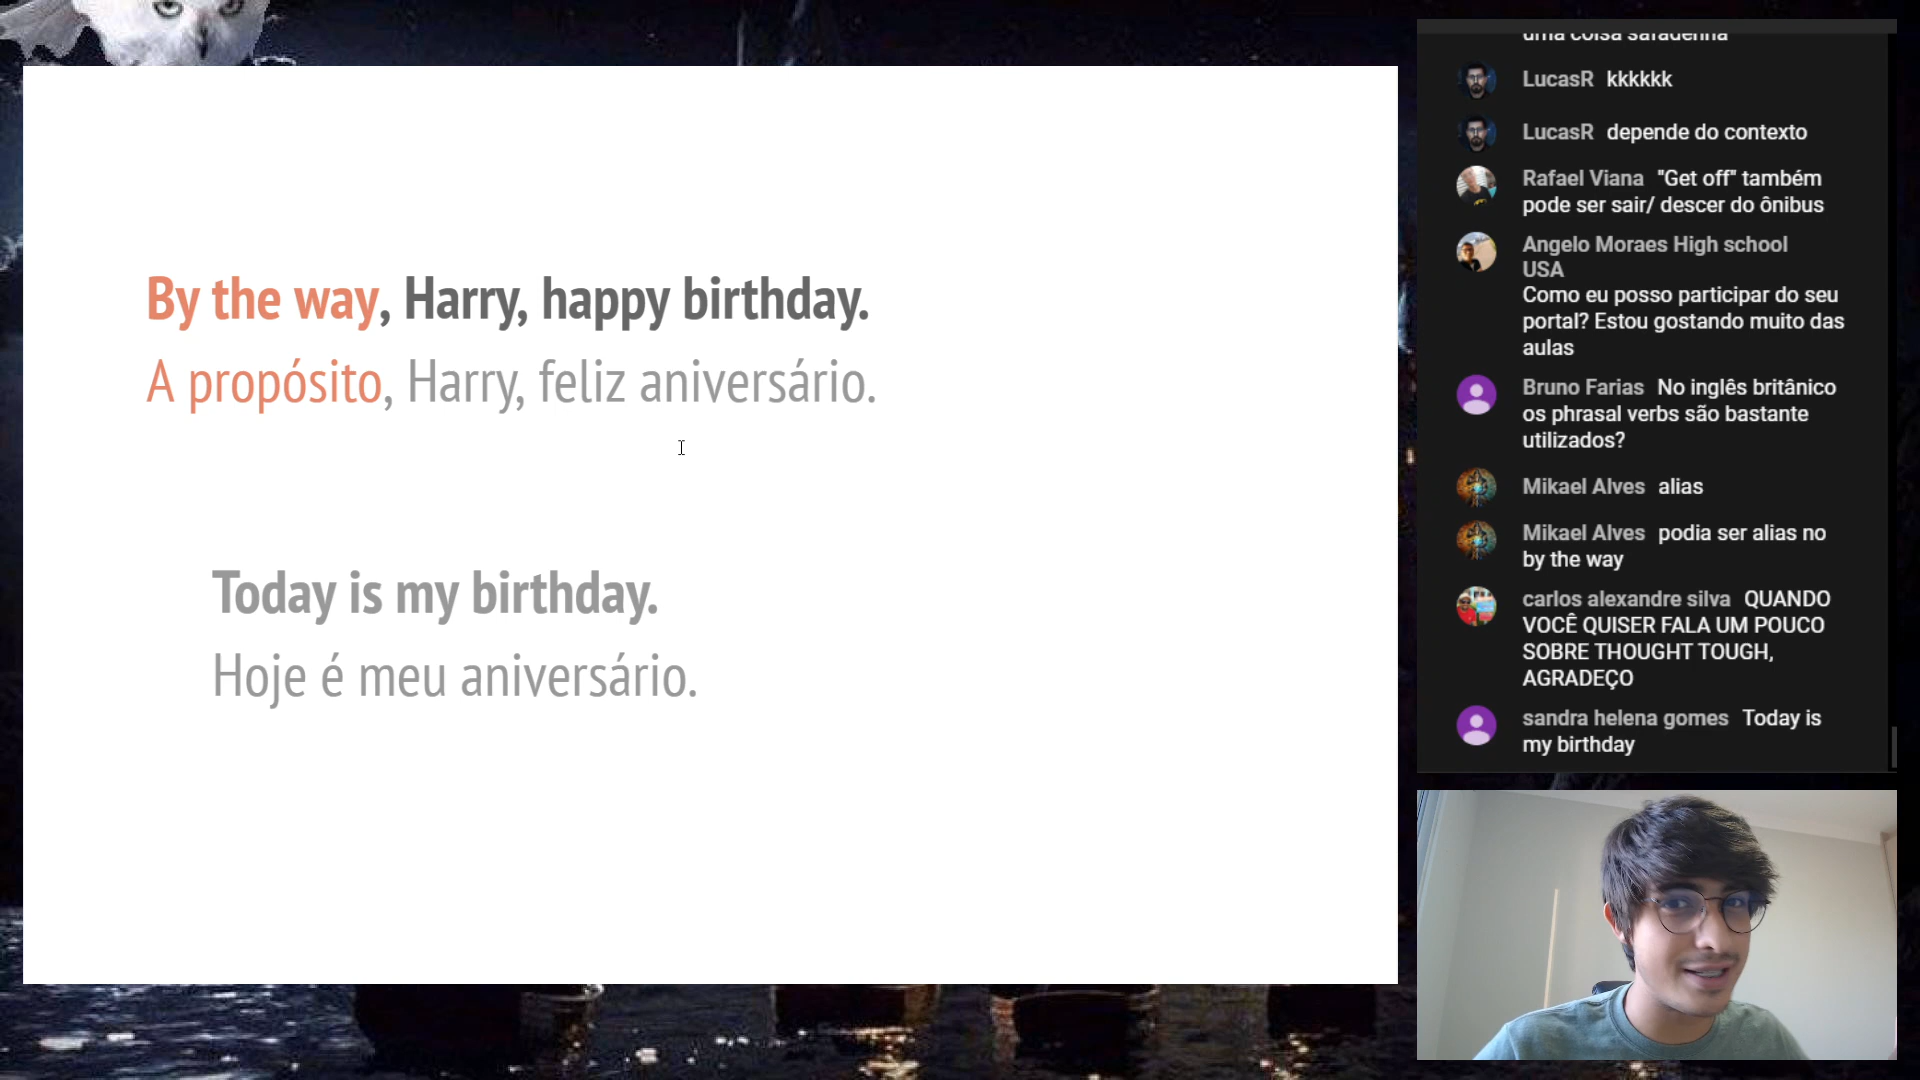 By the way, Harry, happy birthday.
A propósito, Harry, feliz aniversário.
Today is my birthday.
Hoje é meu aniversário.
uma coisa safadenha
LucasR kkkkkk
LucasR depende do contexto
Rafael Viana "Get off" também
pode ser sair/ descer do ônibus
Angelo Moraes High school
USA
Como eu posso participar do seu
portal? Estou gostando muito das
aulas
Bruno Farias No inglês britânico
os phrasal verbs são bastante
utilizados?
Mikael Alves alias
Mikael Alves podia ser alias no
by the way
carlos alexandre silva QUANDO
VOCÊ QUISER FALA UM POUCO
SOBRE THOUGHT TOUGH,
AGRADEÇO
sandra helena gomes Today is
my birthday